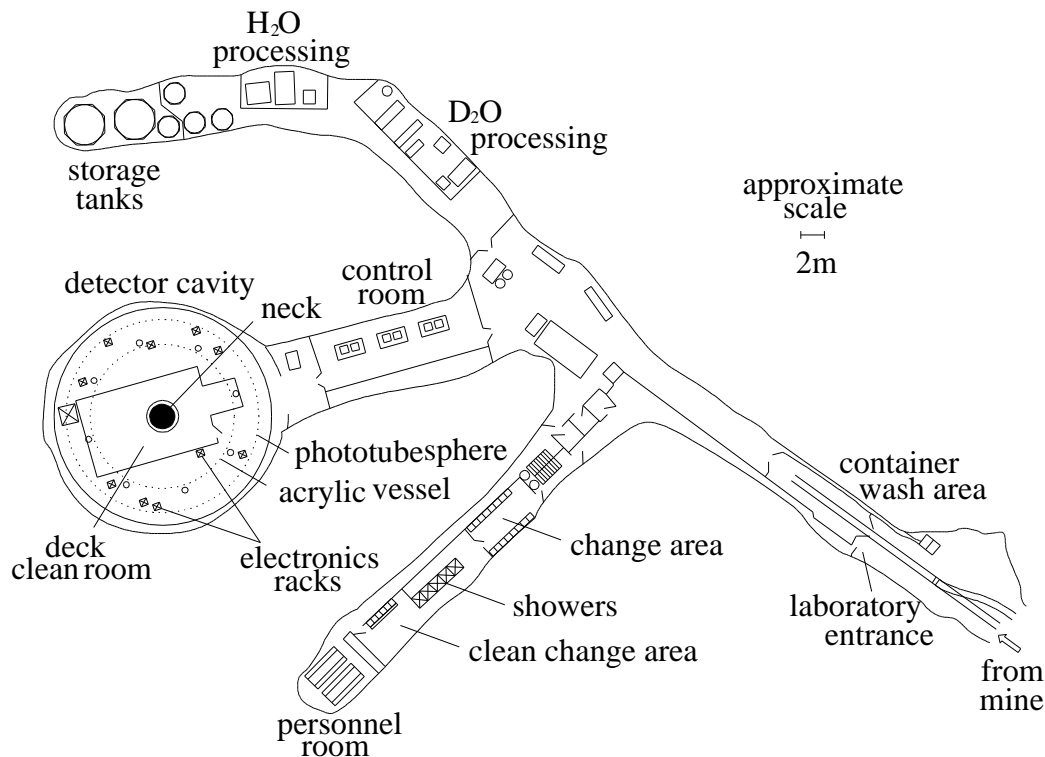 H₂O
processing
D₂O
processing
storage
tanks
approximate
scale
2m
control
room
detector cavity
neck
phototubesphere
acrylic vessel
container
wash area
deck
clean room
electronics
racks
change area
showers
laboratory
entrance
clean change area
from
mine
personnel
room